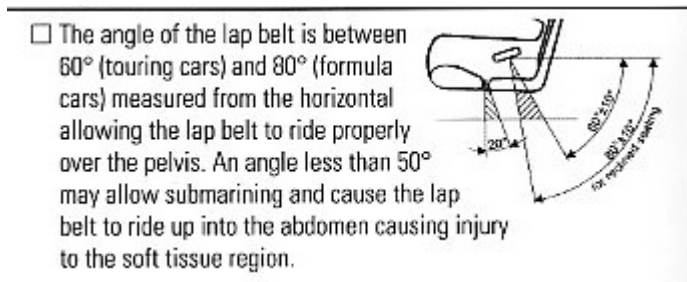 ☐ The angle of the lap belt is between
60° (touring cars) and 80° (formula
cars) measured from the horizontal
allowing the lap belt to ride properly
over the pelvis. An angle less than 50°
may allow submarining and cause the lap
belt to ride up into the abdomen causing injury
to the soft tissue region.
20°
60°±10°
80°±10°
for reclined seating